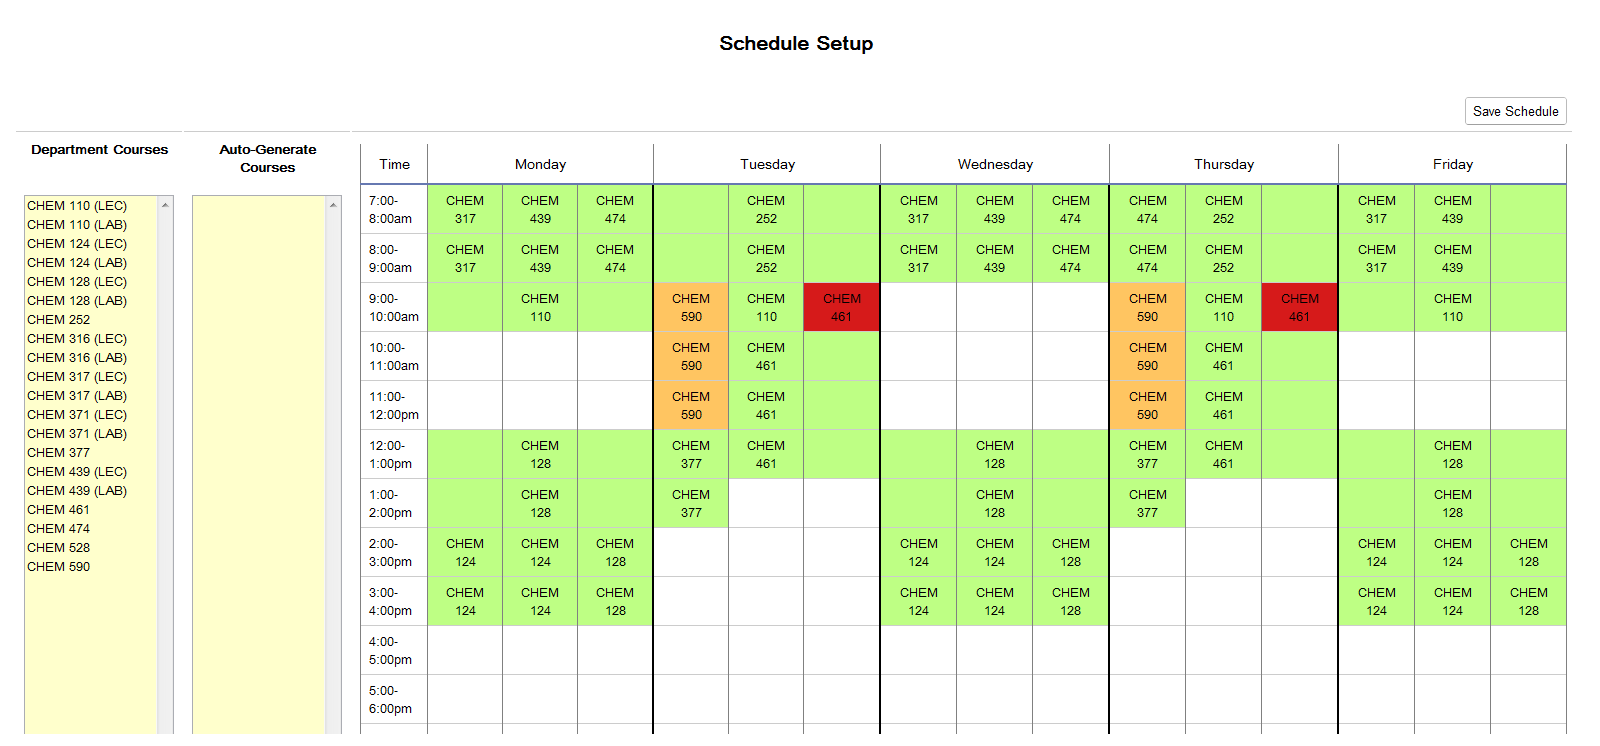 Schedule Setup
Save Schedule
Department Courses
Auto-Generate
Courses
CHEM 110 (LEC)
CHEM 110 (LAB)
CHEM 124 (LEC)
CHEM 124 (LAB)
CHEM 128 (LEC)
CHEM 128 (LAB)
CHEM 252
CHEM 316 (LEC)
CHEM 316 (LAB)
CHEM 317 (LEC)
CHEM 317 (LAB)
CHEM 371 (LEC)
CHEM 371 (LAB)
CHEM 377
CHEM 439 (LEC)
CHEM 439 (LAB)
CHEM 461
CHEM 474
CHEM 528
CHEM 590
Time Monday Tuesday Wednesday Thursday Friday
7:00- CHEM CHEM CHEM CHEM CHEM CHEM CHEM CHEM CHEM CHEM CHEM
8:00am 317 439 474 252 317 439 474 474 252 317 439
8:00- CHEM CHEM CHEM CHEM CHEM CHEM CHEM CHEM CHEM CHEM CHEM
9:00am 317 439 474 252 317 439 474 474 252 317 439
9:00- CHEM CHEM CHEM CHEM CHEM CHEM CHEM CHEM
10:00am 110 590 110 461 590 110 461 110
10:00- CHEM CHEM CHEM CHEM
11:00am 590 461 590 461
11:00- CHEM CHEM CHEM CHEM
12:00pm 590 461 590 461
12:00- CHEM CHEM CHEM CHEM CHEM CHEM CHEM
1:00pm 128 377 461 128 377 461 128
1:00- CHEM CHEM CHEM CHEM CHEM
2:00pm 128 377 128 377 128
2:00- CHEM CHEM CHEM CHEM CHEM CHEM CHEM CHEM CHEM
3:00pm 124 124 128 124 124 128 124 124 128
3:00- CHEM CHEM CHEM CHEM CHEM CHEM CHEM CHEM CHEM
4:00pm 124 124 128 124 124 128 124 124 128
4:00-
5:00pm
5:00-
6:00pm